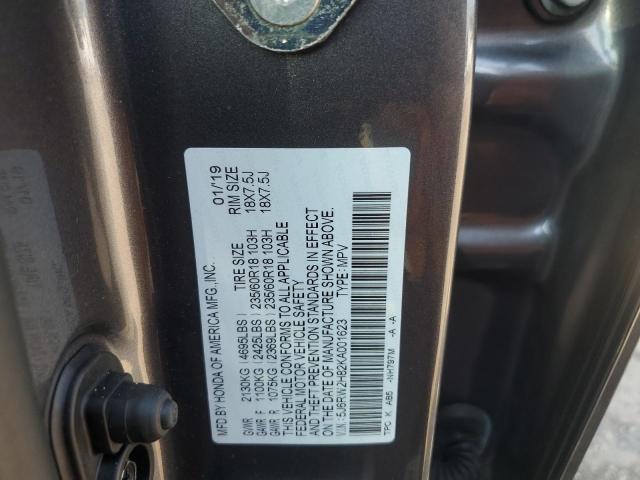 MFD.BY HONDA OF AMERICA MFG.,INC. 01/19
TIRE SIZE RIM SIZE
GVWR 2130KG (4695LBS)
GAWR F 1100KG (2425LBS) 235/60R18 103H 18X7.5J
GAWR R 1075KG (2369LBS) 235/60R18 103H 18X7.5J
THIS VEHICLE CONFORMS TO ALL APPLICABLE
FEDERAL MOTOR VEHICLE SAFETY
AND THEFT PREVENTION STANDARDS IN EFFECT
ON THE DATE OF MANUFACTURE SHOWN ABOVE.
V.I.N.: 5J6RW2H82KA001623 TYPE: MPV
TPC K AB5 -NH797M -A -A